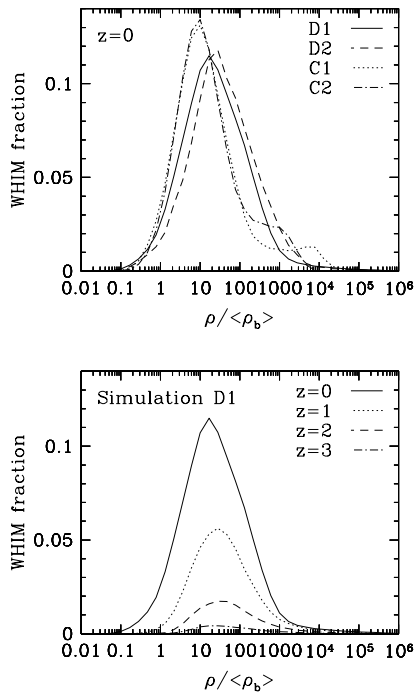 z=0
D1
D2
C1
C2
WHIM fraction
0.1
0.05
0
0.01 0.1 1 10 100 1000 10⁴ 10⁵ 10⁶
ρ/<ρ_b>
Simulation D1
z=0
z=1
z=2
z=3
WHIM fraction
0.1
0.05
0
0.01 0.1 1 10 100 1000 10⁴ 10⁵ 10⁶
ρ/<ρ_b>